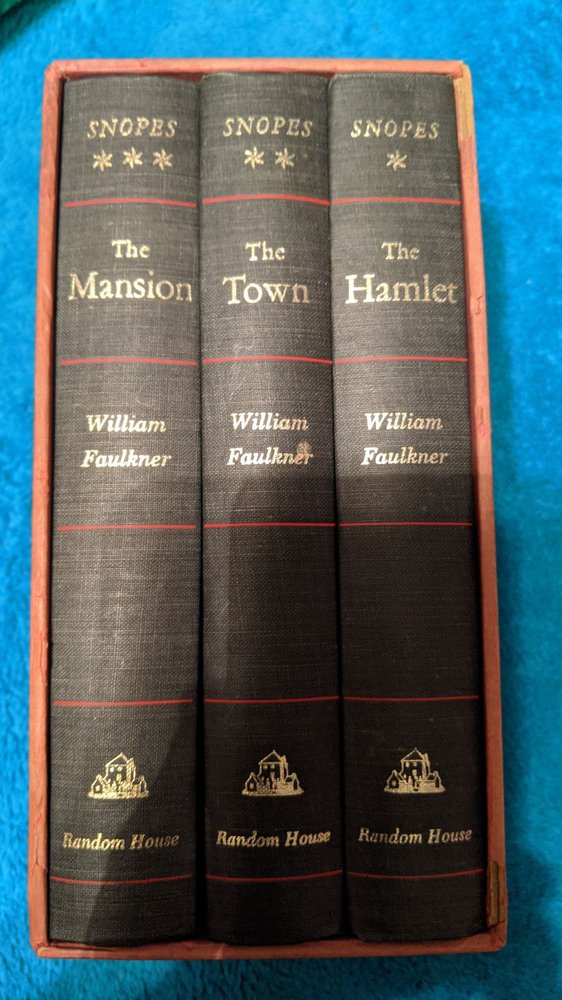 SNOPES
***
The
Mansion
William
Faulkner
Random House
SNOPES
**
The
Town
William
Faulkner
Random House
SNOPES
*
The
Hamlet
William
Faulkner
Random House